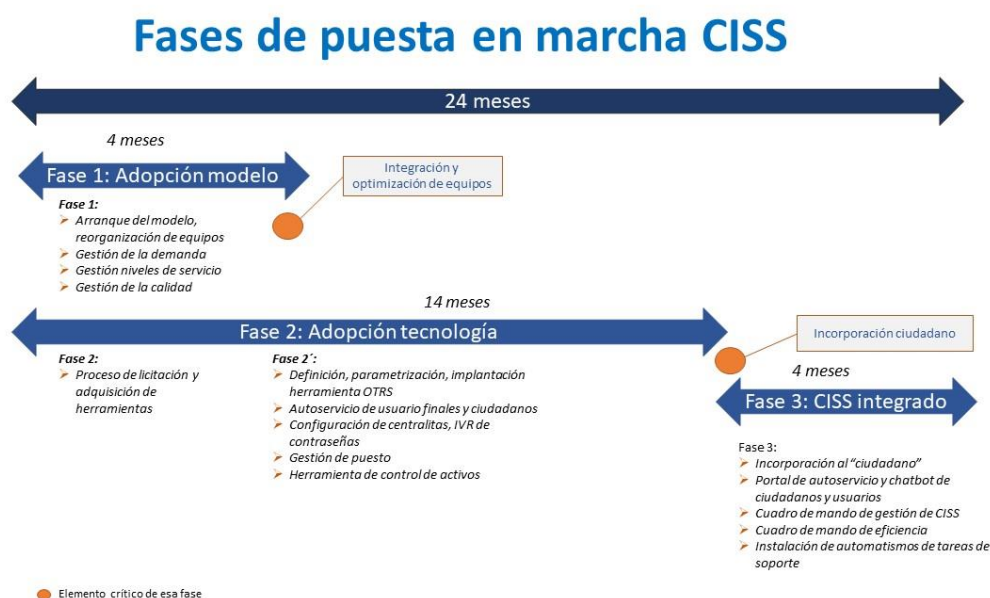 Fases de puesta en marcha CISS
24 meses
4 meses
Fase 1: Adopción modelo
Integración y
optimización de equipos
Fase 1:
Arranque del modelo,
reorganización de equipos
Gestión de la demanda
Gestión niveles de servicio
Gestión de la calidad
14 meses
Fase 2: Adopción tecnología
Incorporación ciudadano
Fase 2:
Proceso de licitación y
adquisición de
herramientas
Fase 2´:
Definición, parametrización, implantación
herramienta OTRS
Autoservicio de usuario finales y ciudadanos
Configuración de centralitas, IVR de
contraseñas
Gestión de puesto
Herramienta de control de activos
4 meses
Fase 3: CISS integrado
Fase 3:
Incorporación al “ciudadano”
Portal de autoservicio y chatbot de
ciudadanos y usuarios
Cuadro de mando de gestión de CISS
Cuadro de mando de eficiencia
Instalación de automatismos de tareas de
soporte
Elemento crítico de esa fase